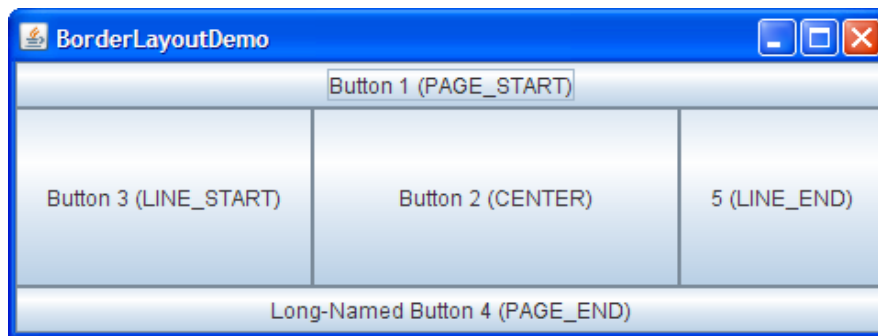 BorderLayoutDemo
Button 1 (PAGE_START)
Button 3 (LINE_START)
Button 2 (CENTER)
5 (LINE_END)
Long-Named Button 4 (PAGE_END)